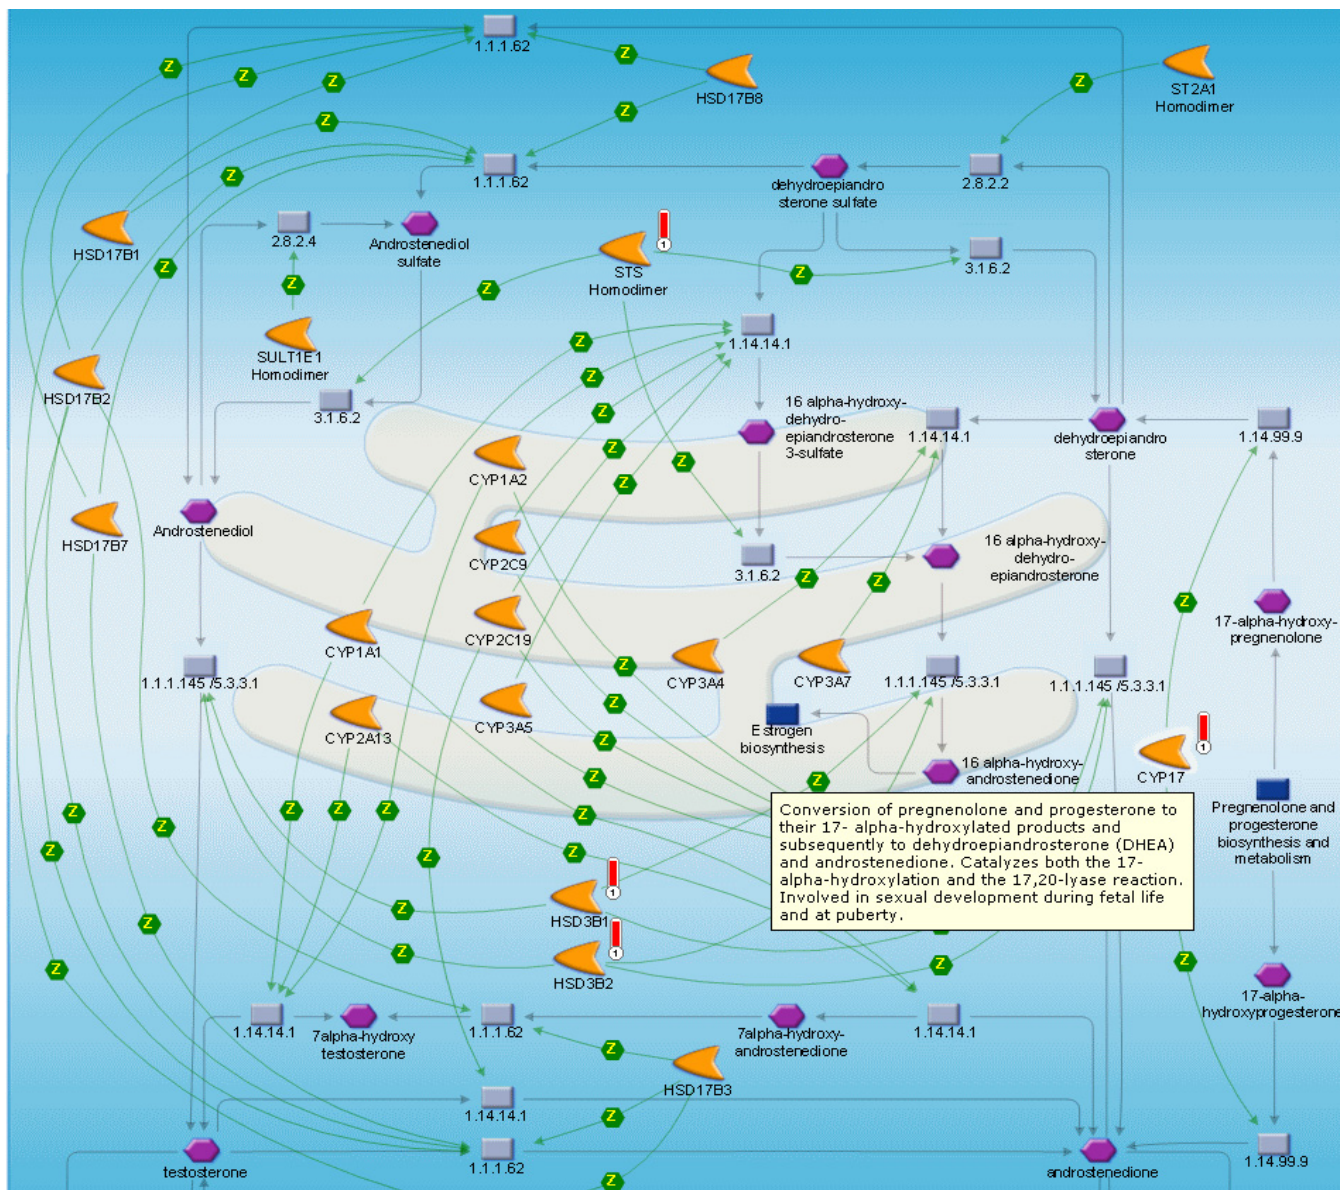 1.1.1.62
Z
Z
Z
Z
Z
HSD17B8
ST2A1
Homodimer
Z
Z
Z
Z
1.1.1.62
dehydroepiandro
sterone sulfate
2.8.2.2
Z
HSD17B1
2.8.2.4
Androstenediol
sulfate
1
STS
Homodimer
3.1.6.2
Z
Z
Z
Z
SULT1E1
Homodimer
1.14.14.1
Z
HSD17B2
Z
3.1.6.2
16 alpha-hydroxy-
dehydro-
epiandrosterone
3-sulfate
1.14.14.1
dehydroepiandro
sterone
1.14.99.9
Z
Z
Z
Z
CYP1A2
Androstenediol
HSD17B7
CYP2C9
3.1.6.2
16 alpha-hydroxy-
dehydro-
epiandrosterone
Z
Z
Z
17-alpha-hydroxy-
pregnenolone
CYP1A1
CYP2C19
Z
1.1.1.145 /5.3.3.1
CYP3A4
CYP3A7
1.1.1.145 /5.3.3.1
1.1.1.145 /5.3.3.1
CYP2A13
CYP3A5
Z
Estrogen
biosynthesis
Z
1
CYP17
16 alpha-hydroxy-
androstenedione
Z
Z
Z
Z
Pregnenolone and
progesterone
biosynthesis and
metabolism
Conversion of pregnenolone and progesterone to
their 17- alpha-hydroxylated products and
subsequently to dehydroepiandrosterone (DHEA)
and androstenedione. Catalyzes both the 17-
alpha-hydroxylation and the 17,20-lyase reaction.
Involved in sexual development during fetal life
and at puberty.
Z
Z
Z
Z
Z
1
HSD3B1
1
HSD3B2
Z
Z
Z
Z
Z
Z
17-alpha-
hydroxyprogesterone
1.14.14.1
7alpha-hydroxy
testosterone
1.1.1.62
7alpha-hydroxy-
androstenedione
1.14.14.1
Z
HSD17B3
1.14.14.1
Z
testosterone
1.1.1.62
androstenedione
1.14.99.9
Z